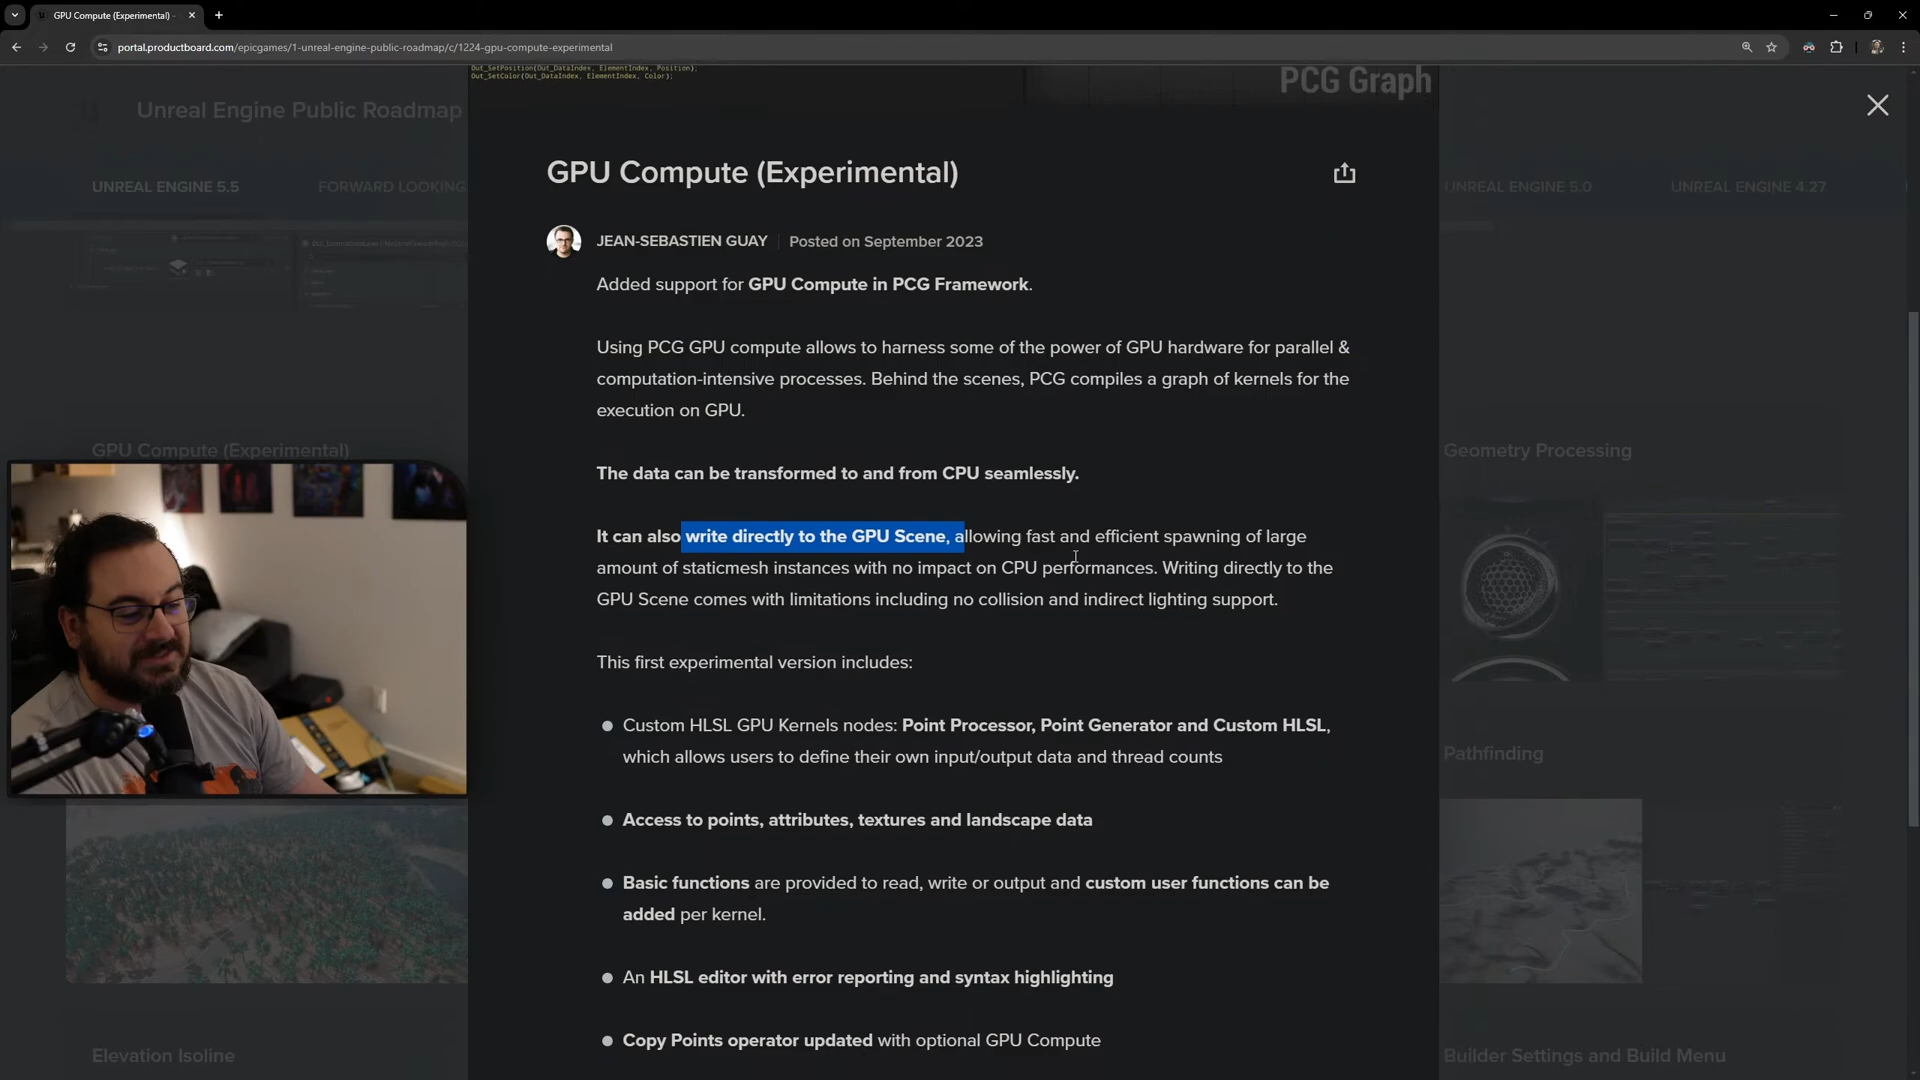 GPU Compute (Experimental) -
portal.productboard.com/epicgames/1-unreal-engine-public-roadmap/c/1224-gpu-compute-experimental
Out_SetPosition(Out_DataIndex, ElementIndex, Position);
Out_SetColor(Out_DataIndex, ElementIndex, Color);
PCG Graph
Unreal Engine Public Roadmap
UNREAL ENGINE 5.5
FORWARD LOOKING
UNREAL ENGINE 5.0
UNREAL ENGINE 4.27
GPU Compute (Experimental)
JEAN-SEBASTIEN GUAY
Posted on September 2023
Added support for GPU Compute in PCG Framework.
Using PCG GPU compute allows to harness some of the power of GPU hardware for parallel &
computation-intensive processes. Behind the scenes, PCG compiles a graph of kernels for the
execution on GPU.
The data can be transformed to and from CPU seamlessly.
It can also write directly to the GPU Scene, allowing fast and efficient spawning of large
amount of staticmesh instances with no impact on CPU performances. Writing directly to the
GPU Scene comes with limitations including no collision and indirect lighting support.
This first experimental version includes:
Custom HLSL GPU Kernels nodes: Point Processor, Point Generator and Custom HLSL,
which allows users to define their own input/output data and thread counts
Access to points, attributes, textures and landscape data
Basic functions are provided to read, write or output and custom user functions can be
added per kernel.
An HLSL editor with error reporting and syntax highlighting
Copy Points operator updated with optional GPU Compute
GPU Compute (Experimental)
Elevation Isoline
Geometry Processing
Pathfinding
Builder Settings and Build Menu